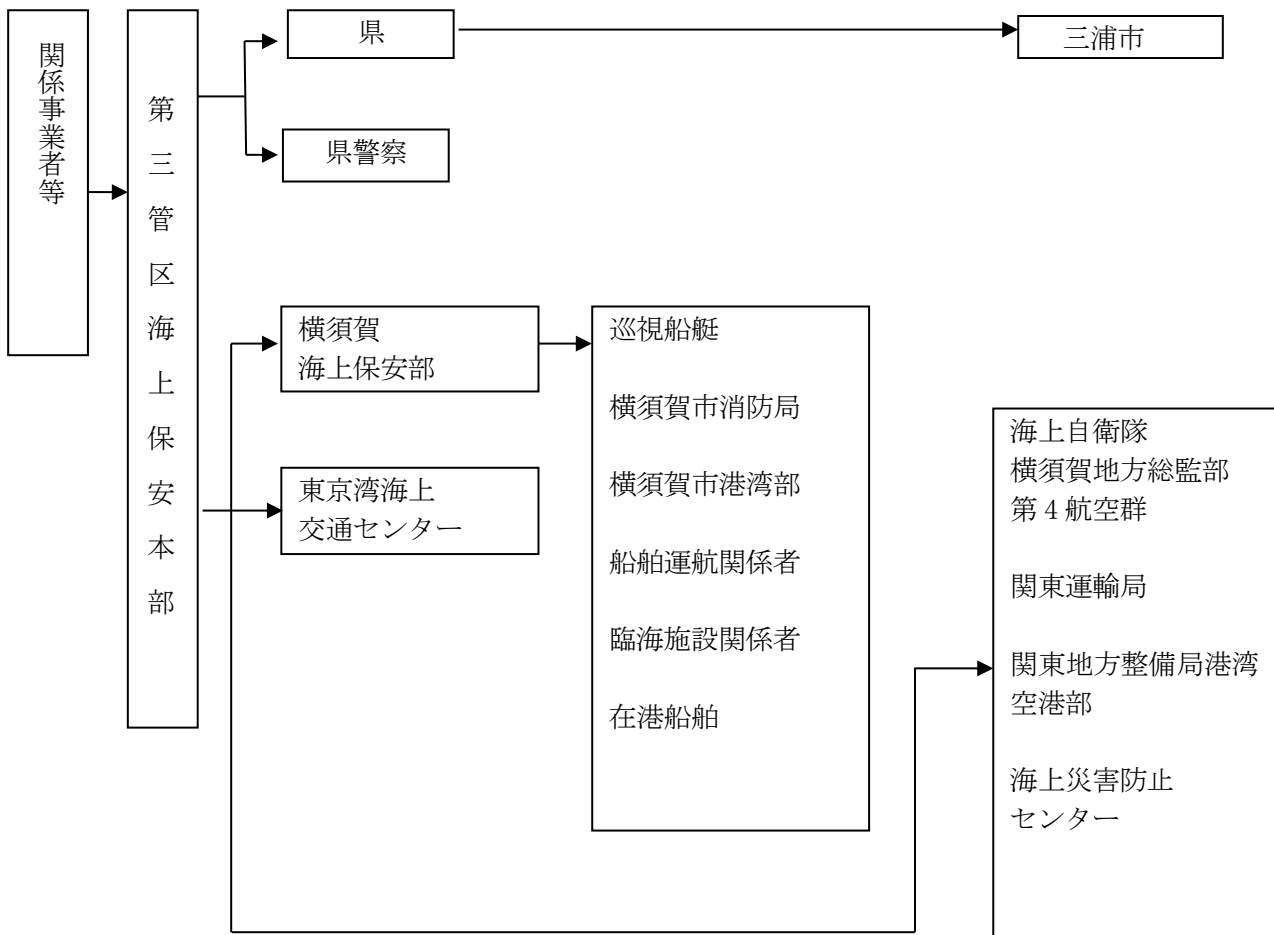 関係事業者等
第三管区海上保安本部
県
三浦市
県警察
横須賀
海上保安部
東京湾海上
交通センター
巡視船艇
横須賀市消防局
横須賀市港湾部
船舶運航関係者
臨海施設関係者
在港船舶
海上自衛隊
横須賀地方総監部
第4航空群
関東運輸局
関東地方整備局港湾
空港部
海上災害防止
センター